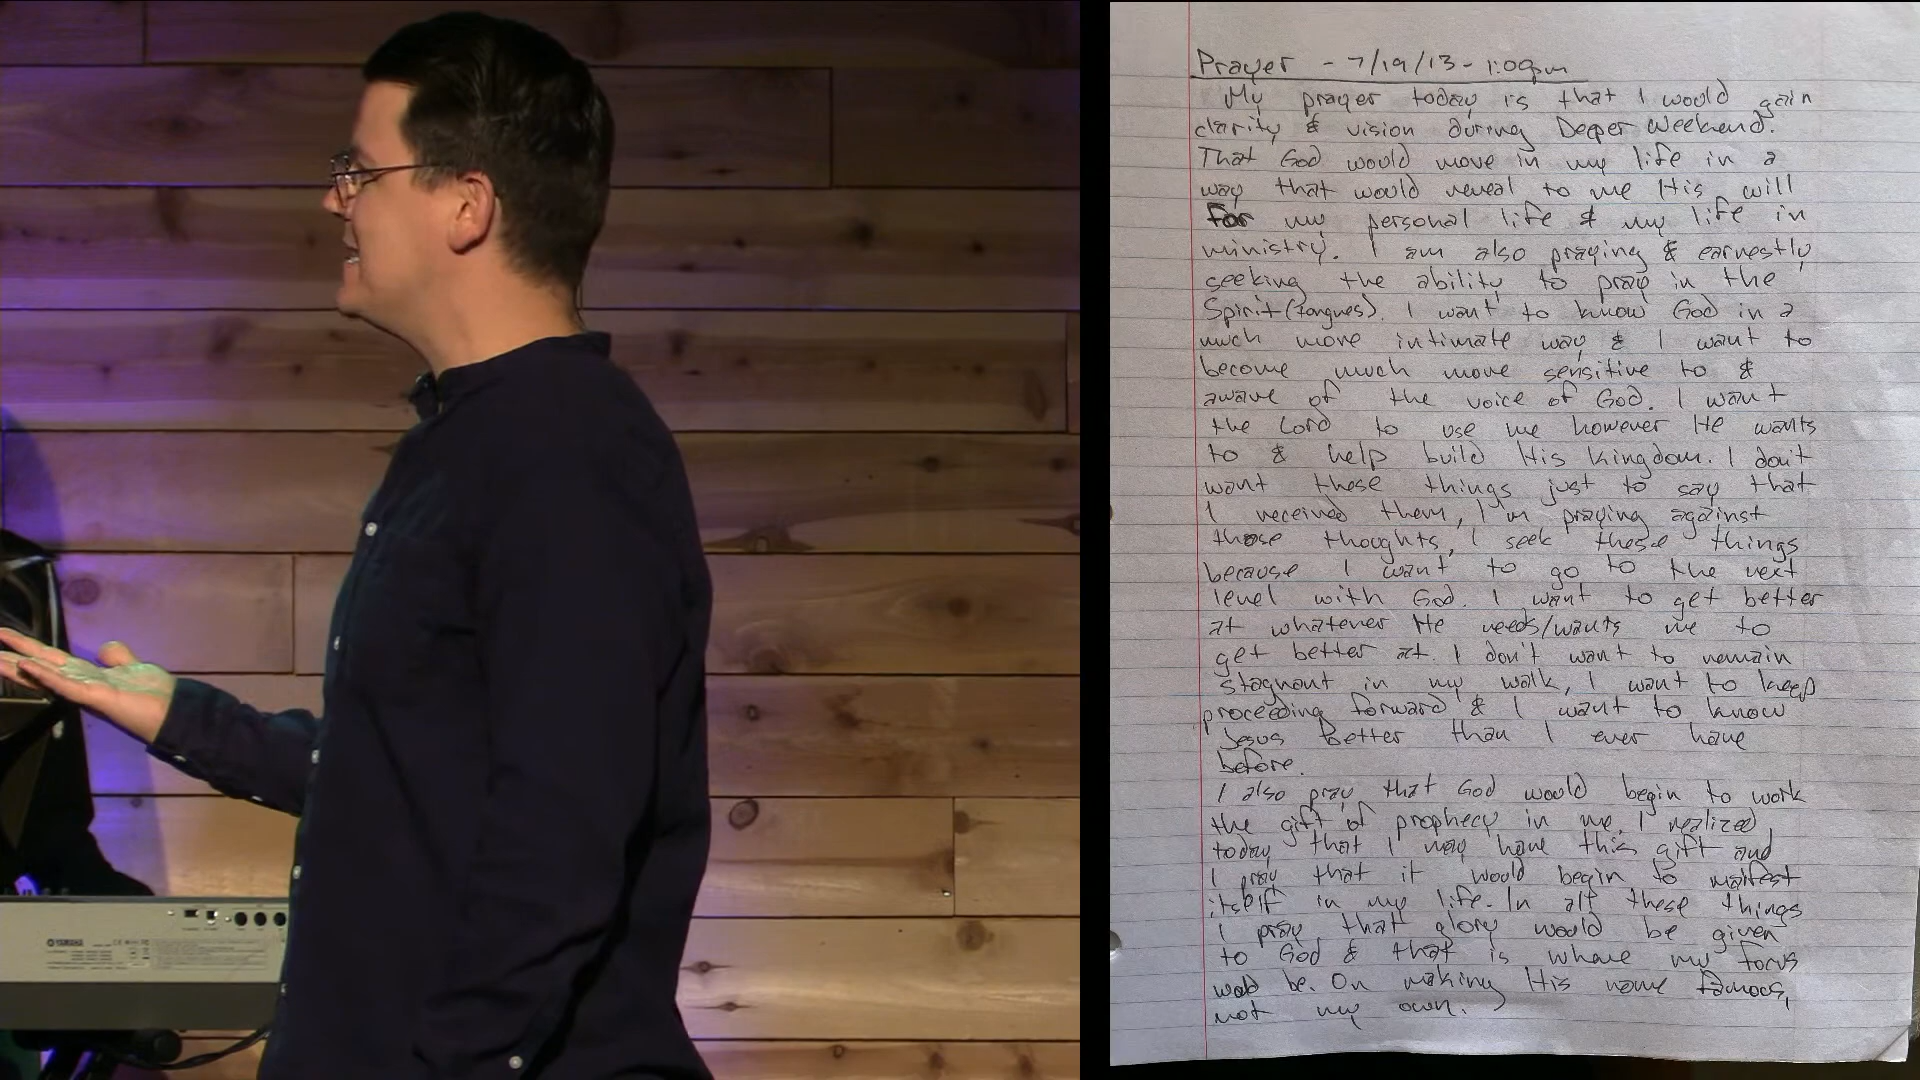 Prayer - 7/19/13 - 1:00pm
My prayer today is that I would gain
clarity & vision during Deeper Weekend.
That God would move in my life in a
way that would reveal to me His will
for my personal life & my life in
ministry. I am also praying & earnestly
seeking the ability to pray in the
Spirit (tongues). I want to know God in a
much more intimate way & I want to
become much more sensitive to &
aware of the voice of God. I want
the Lord to use me however He wants
to & help build His kingdom. I don't
want these things just to say that
I received them, I'm praying against
those thoughts, I seek these things
because I want to go to the next
level with God. I want to get better
at whatever He needs/wants me to
get better at. I don't want to remain
stagnant in my walk, I want to keep
proceeding forward & I want to know
Jesus better than I ever have
before.
I also pray that God would begin to work
the gift of prophecy in me. I realized
today that I may have this gift and
I pray that it would begin to maifest
itself in my life. In all these things
I pray that glory would be given
to God & that is where my focus
be. On making His name famous,
not my own.
YAMAHA